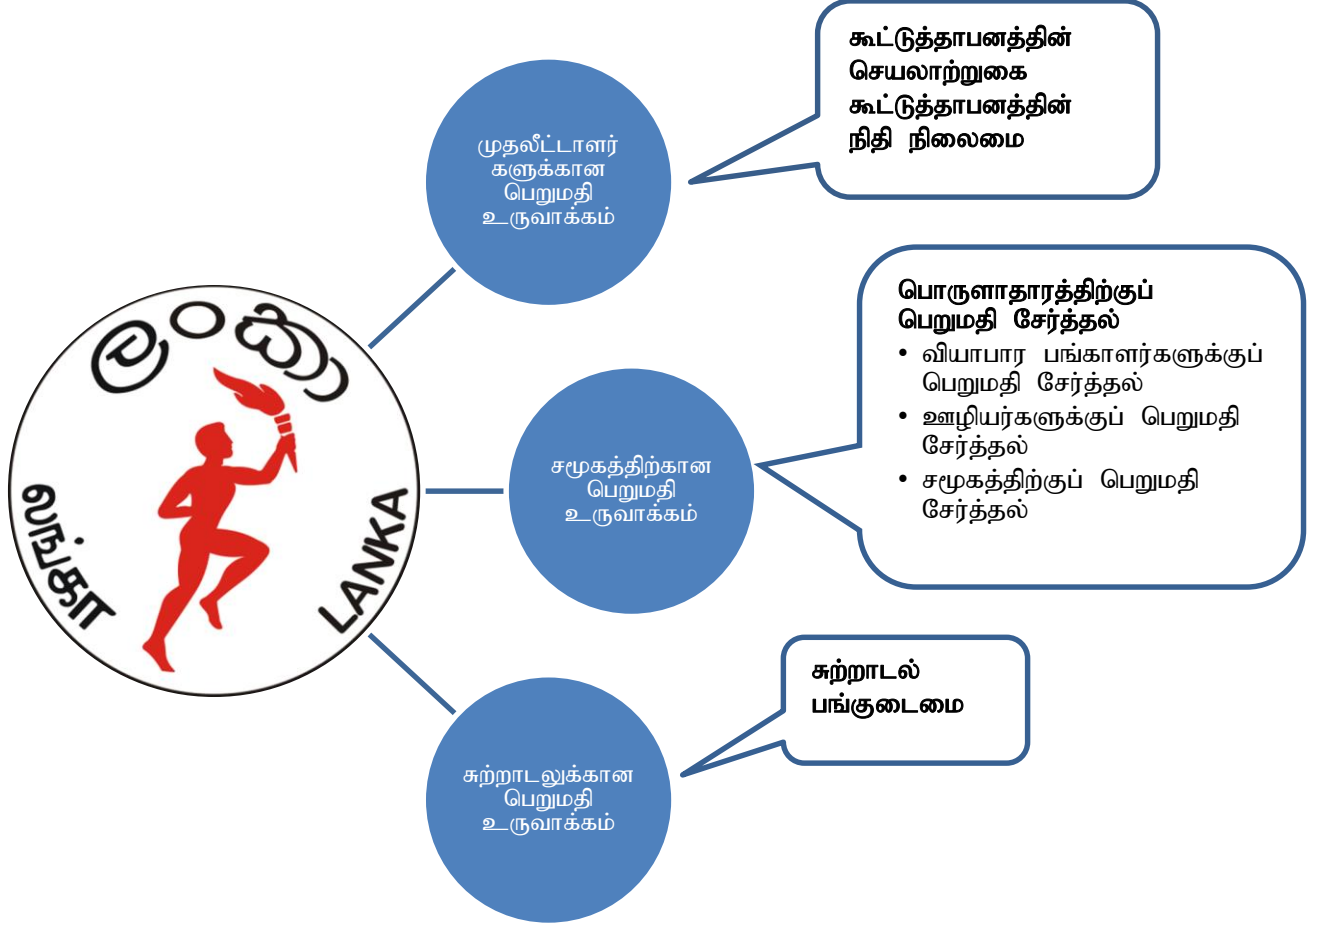 ලංකා
லங்கா
LANKA
முதலீட்டாளர்
களுக்கான
பெறுமதி
உருவாக்கம்
கூட்டுத்தாபனத்தின்
செயலாற்றுகை
கூட்டுத்தாபனத்தின்
நிதி நிலைமை
சமூகத்திற்கான
பெறுமதி
உருவாக்கம்
பொருளாதாரத்திற்குப்
பெறுமதி சேர்த்தல்
• வியாபார பங்காளர்களுக்குப்
பெறுமதி சேர்த்தல்
• ஊழியர்களுக்குப் பெறுமதி
சேர்த்தல்
• சமூகத்திற்குப் பெறுமதி
சேர்த்தல்
சுற்றாடலுக்கான
பெறுமதி
உருவாக்கம்
சுற்றாடல்
பங்குடைமை